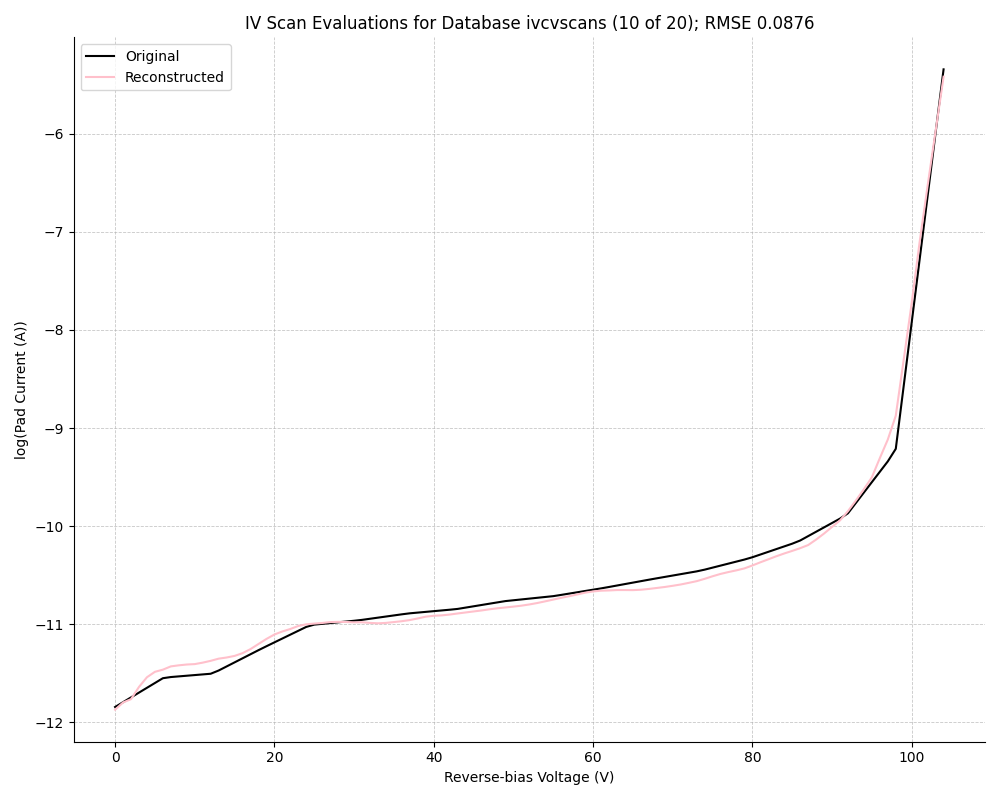 IV Scan Evaluations for Database ivcvscans (10 of 20); RMSE 0.0876
Original
Reconstructed
−6
−7
−8
−9
−10
−11
−12
log(Pad Current (A))
0
20
40
60
80
100
Reverse-bias Voltage (V)